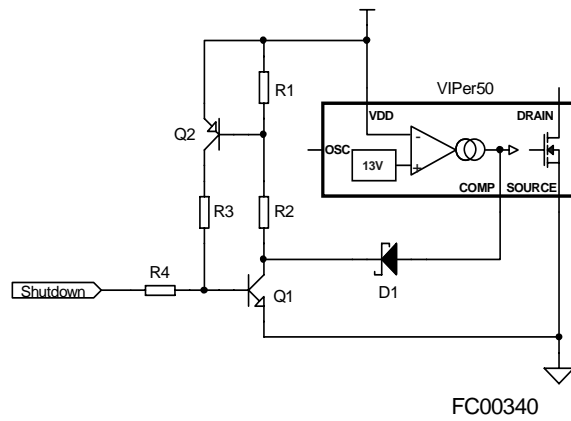 VIPer50
R1
VDD
DRAIN
Q2
-
OSC
13V
+
COMP
SOURCE
R3
R2
R4
D1
Shutdown
Q1
FC00340